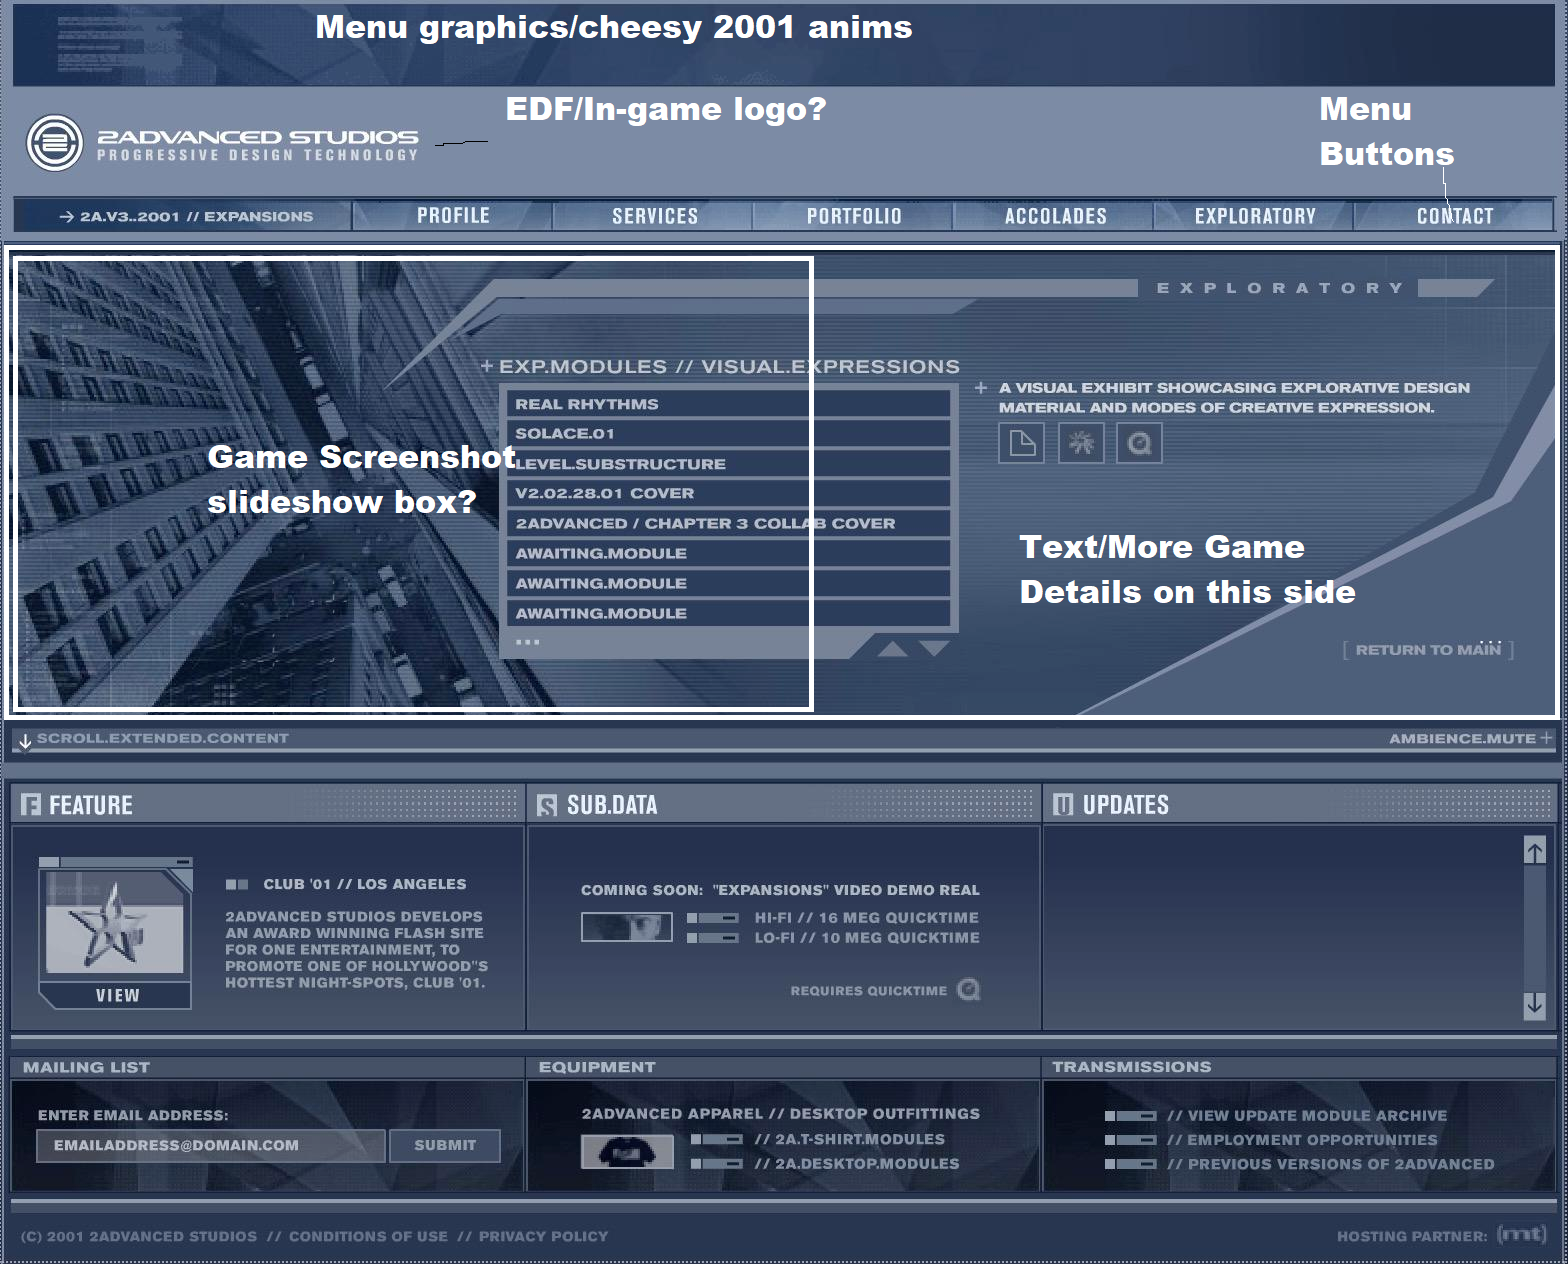 Menu graphics/cheesy 2001 anims
EDF/In-game logo?
Menu
Buttons
2ADVANCED STUDIOS
PROGRESSIVE DESIGN TECHNOLOGY
2A.V3..2001 // EXPANSIONS
PROFILE
SERVICES
PORTFOLIO
ACCOLADES
EXPLORATORY
CONTACT
EXPLORATORY
+ EXP.MODULES // VISUAL.EXPRESSIONS
REAL RHYTHMS
SOLACE.01
LEVEL.SUBSTRUCTURE
V2.02.28.01 COVER
2ADVANCED / CHAPTER 3 COLLAB COVER
AWAITING.MODULE
AWAITING.MODULE
AWAITING.MODULE
...
Game Screenshot
slideshow box?
+ A VISUAL EXHIBIT SHOWCASING EXPLORATIVE DESIGN
MATERIAL AND MODES OF CREATIVE EXPRESSION.
Text/More Game
Details on this side
...
[ RETURN TO MAIN ]
SCROLL.EXTENDED.CONTENT
AMBIENCE.MUTE +
F FEATURE
CLUB '01 // LOS ANGELES
2ADVANCED STUDIOS DEVELOPS
AN AWARD WINNING FLASH SITE
FOR ONE ENTERTAINMENT, TO
PROMOTE ONE OF HOLLYWOOD"S
HOTTEST NIGHT-SPOTS, CLUB '01.
VIEW
S SUB.DATA
COMING SOON: "EXPANSIONS" VIDEO DEMO REAL
HI-FI // 16 MEG QUICKTIME
LO-FI // 10 MEG QUICKTIME
REQUIRES QUICKTIME
U UPDATES
MAILING LIST
ENTER EMAIL ADDRESS:
EMAILADDRESS@DOMAIN.COM
SUBMIT
EQUIPMENT
2ADVANCED APPAREL // DESKTOP OUTFITTINGS
// 2A.T-SHIRT.MODULES
// 2A.DESKTOP.MODULES
TRANSMISSIONS
// VIEW UPDATE MODULE ARCHIVE
// EMPLOYMENT OPPORTUNITIES
// PREVIOUS VERSIONS OF 2ADVANCED
(C) 2001 2ADVANCED STUDIOS // CONDITIONS OF USE // PRIVACY POLICY
HOSTING PARTNER: (mt)